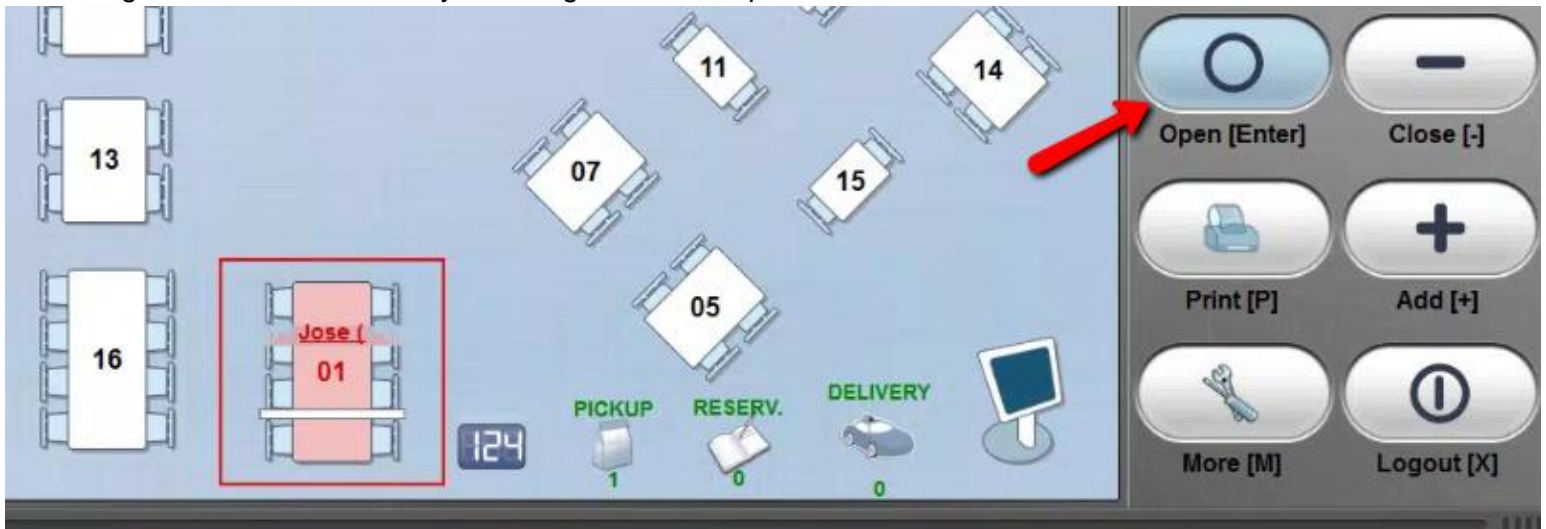 11
14
13
07
15
Open [Enter]
Close [-]
Print [P]
Add [+]
05
Jose (
01
16
124
PICKUP
1
RESERV.
0
DELIVERY
0
More [M]
Logout [X]